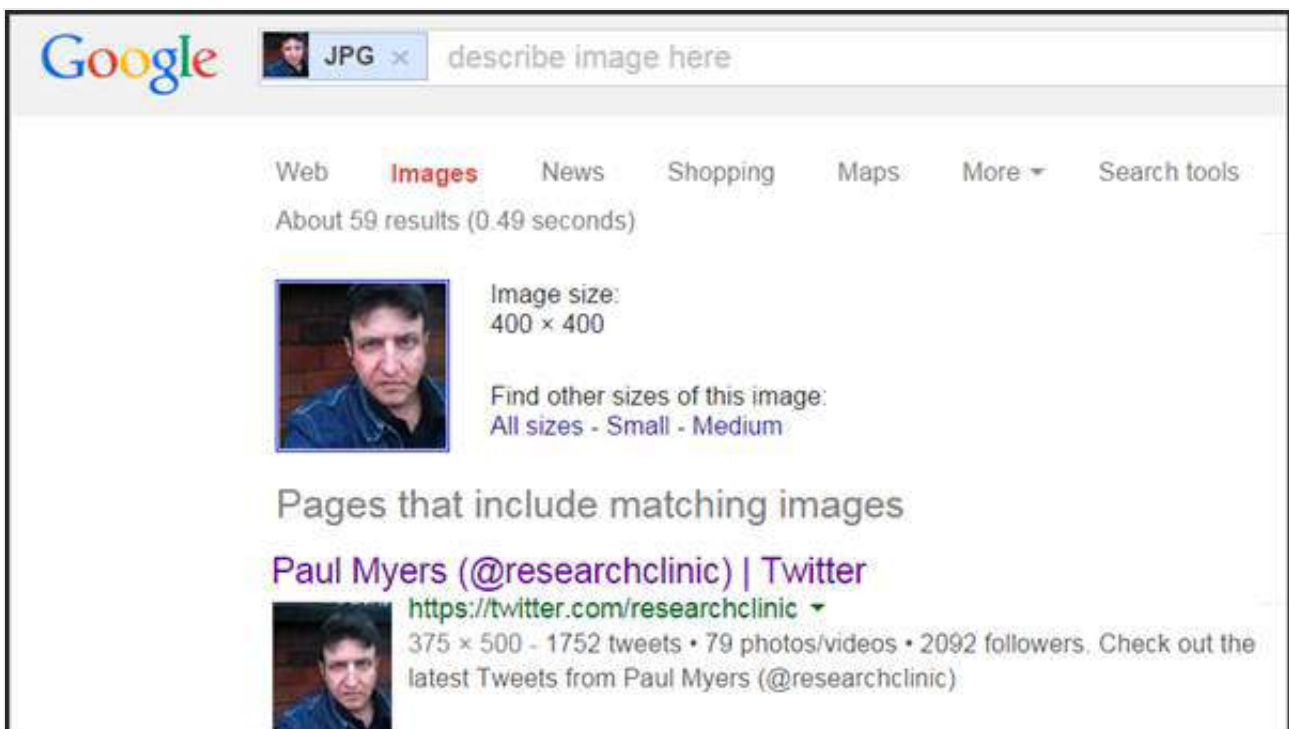 Google JPG × describe image here
Web Images News Shopping Maps More Search tools
About 59 results (0.49 seconds)
Image size:
400 × 400
Find other sizes of this image:
All sizes - Small - Medium
Pages that include matching images
Paul Myers (@researchclinic) | Twitter
https://twitter.com/researchclinic
375 × 500 - 1752 tweets • 79 photos/videos • 2092 followers. Check out the
latest Tweets from Paul Myers (@researchclinic)